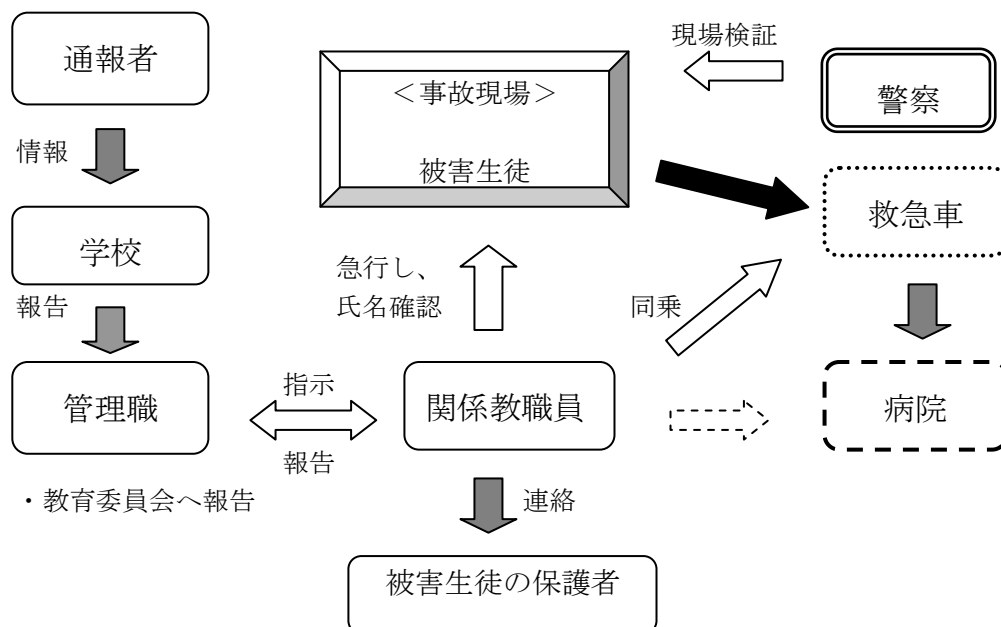 通報者
情報
学校
報告
管理職
・教育委員会へ報告
＜事故現場＞
被害生徒
現場検証
警察
救急車
急行し、
氏名確認
同乗
指示
報告
関係教職員
病院
連絡
被害生徒の保護者